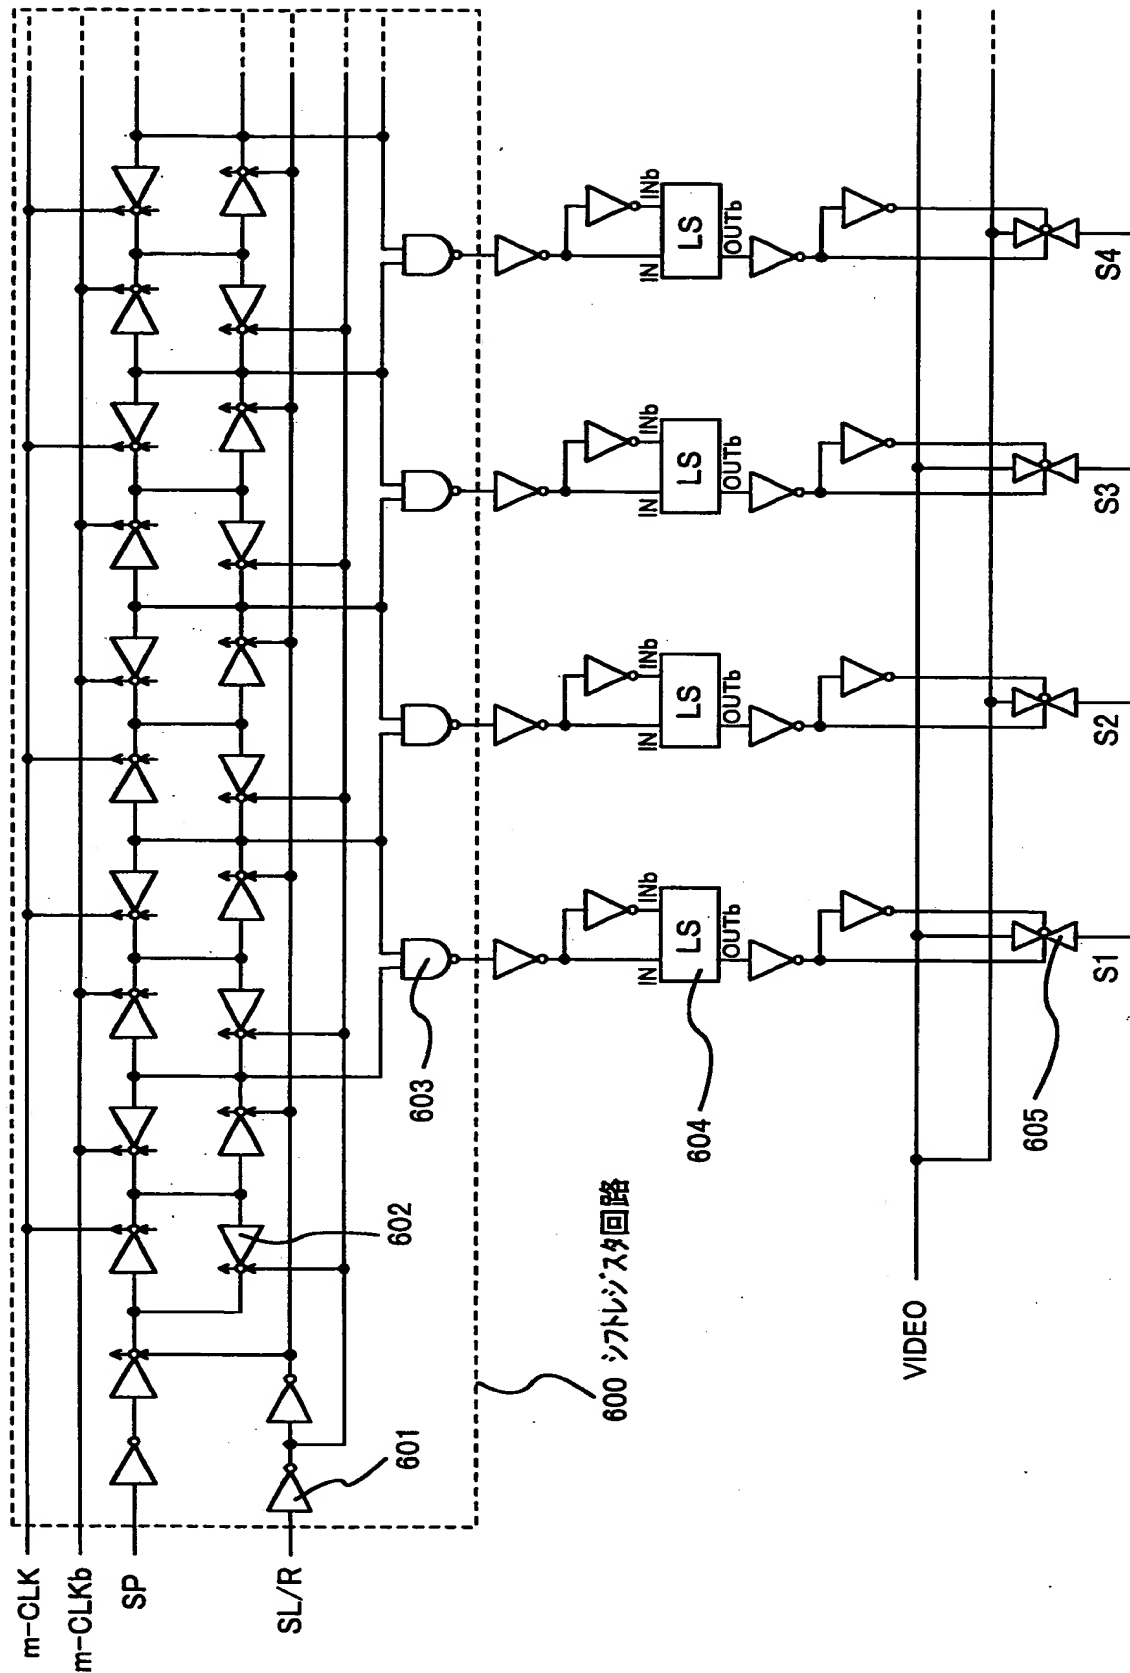 m-CLK
m-CLKb
SP
SL/R
601
602
603
600 シフトレジスタ回路
IN
INb
LS
OUTb
IN
INb
LS
OUTb
IN
INb
LS
OUTb
IN
INb
LS
OUTb
604
VIDEO
605
S1
S2
S3
S4